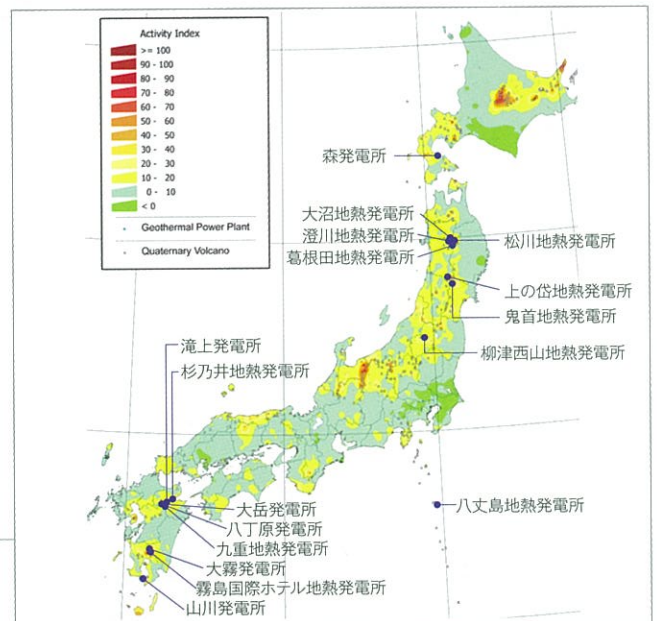 Activity Index
>= 100
90 - 100
80 - 90
70 - 80
60 - 70
50 - 60
40 - 50
30 - 40
20 - 30
10 - 20
0 - 10
< 0
Geothermal Power Plant
Quaternary Volcano
森発電所
大沼地熱発電所
澄川地熱発電所
松川地熱発電所
葛根田地熱発電所
上の岱地熱発電所
鬼首地熱発電所
柳津西山地熱発電所
滝上発電所
杉乃井地熱発電所
八丈島地熱発電所
大岳発電所
八丁原発電所
九重地熱発電所
大霧発電所
霧島国際ホテル地熱発電所
山川発電所